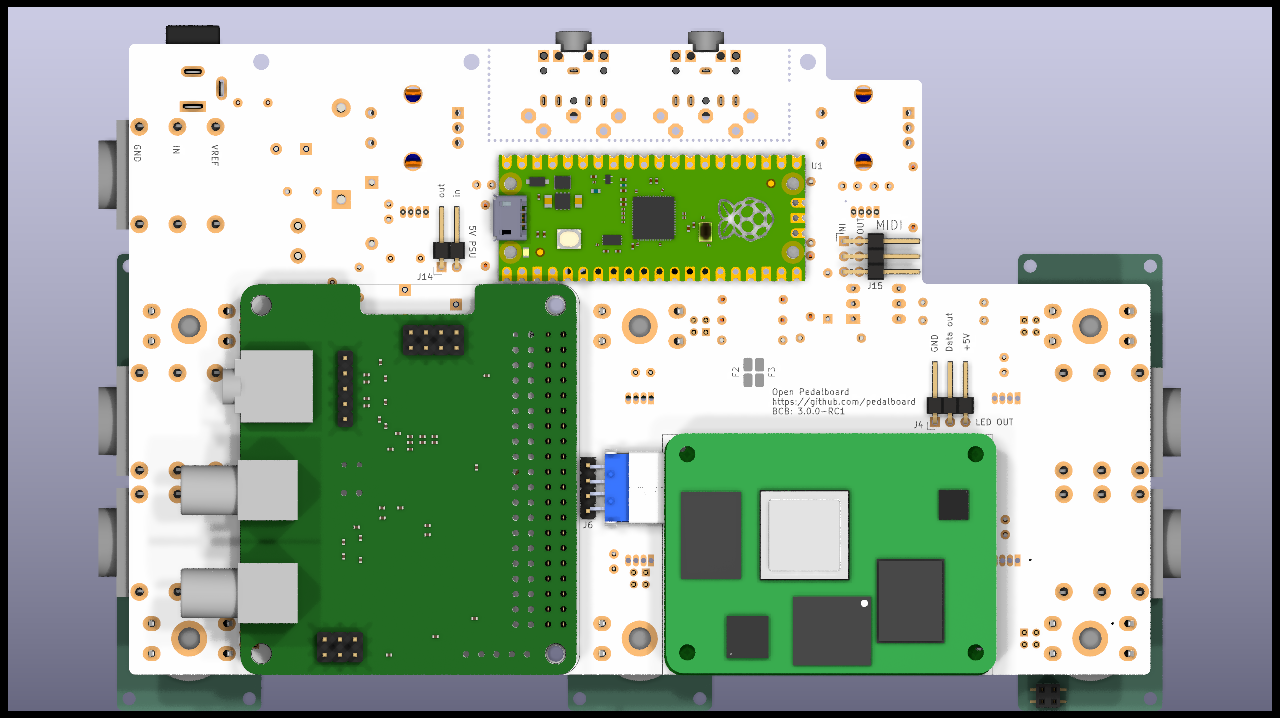 GND
IN
VREF
out
in
5V PSU
J14
U1
IN
OUT
MIDI
J15
F2
F3
Open Pedalboard
https://github.com/pedalboard
BCB: 3.0.0-RC1
GND
Data out
+5V
J4
LED OUT
J6